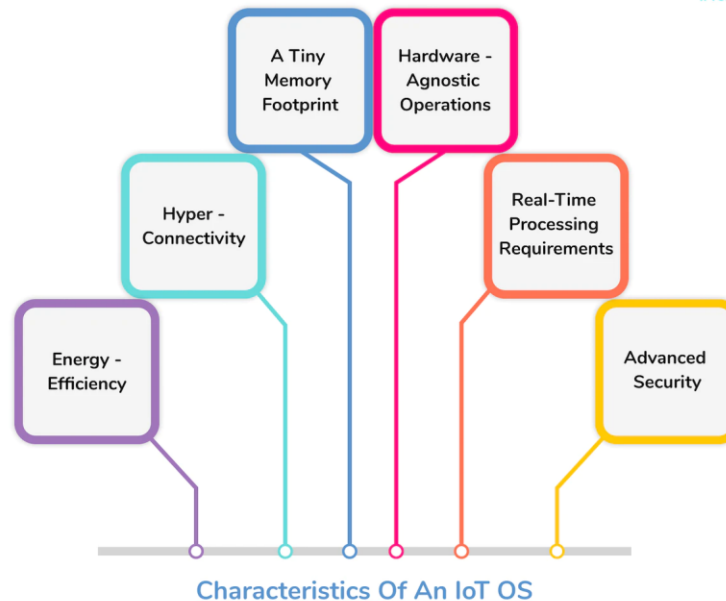 A Tiny
Memory
Footprint
Hardware -
Agnostic
Operations
Hyper -
Connectivity
Real-Time
Processing
Requirements
Energy -
Efficiency
Advanced
Security
Characteristics Of An IoT OS